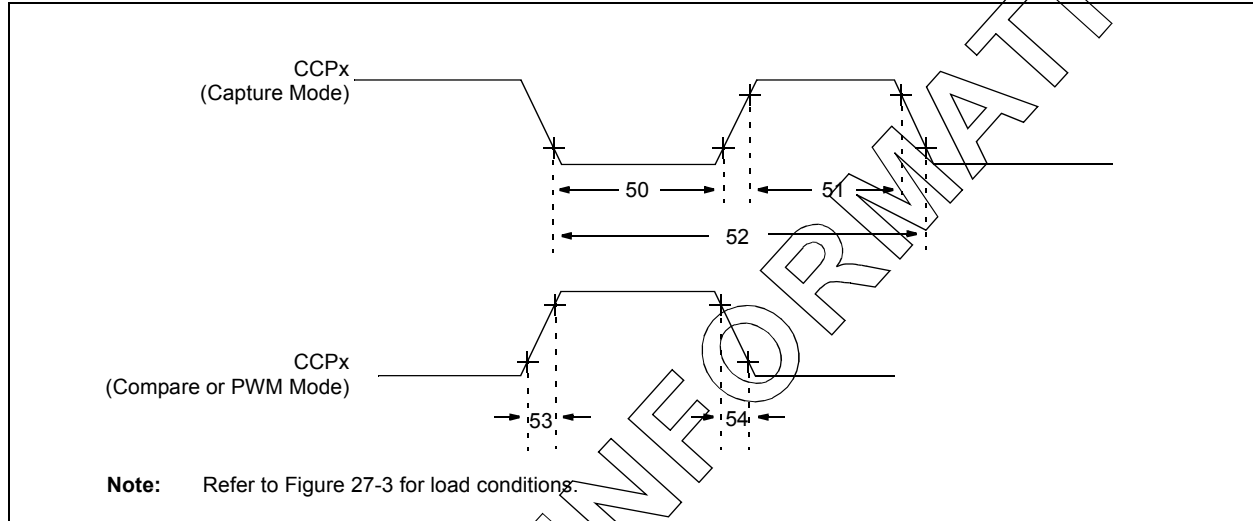 CCPx
(Capture Mode)
50
51
52
CCPx
(Compare or PWM Mode)
53
54
Note: Refer to Figure 27-3 for load conditions.
INFORMATI